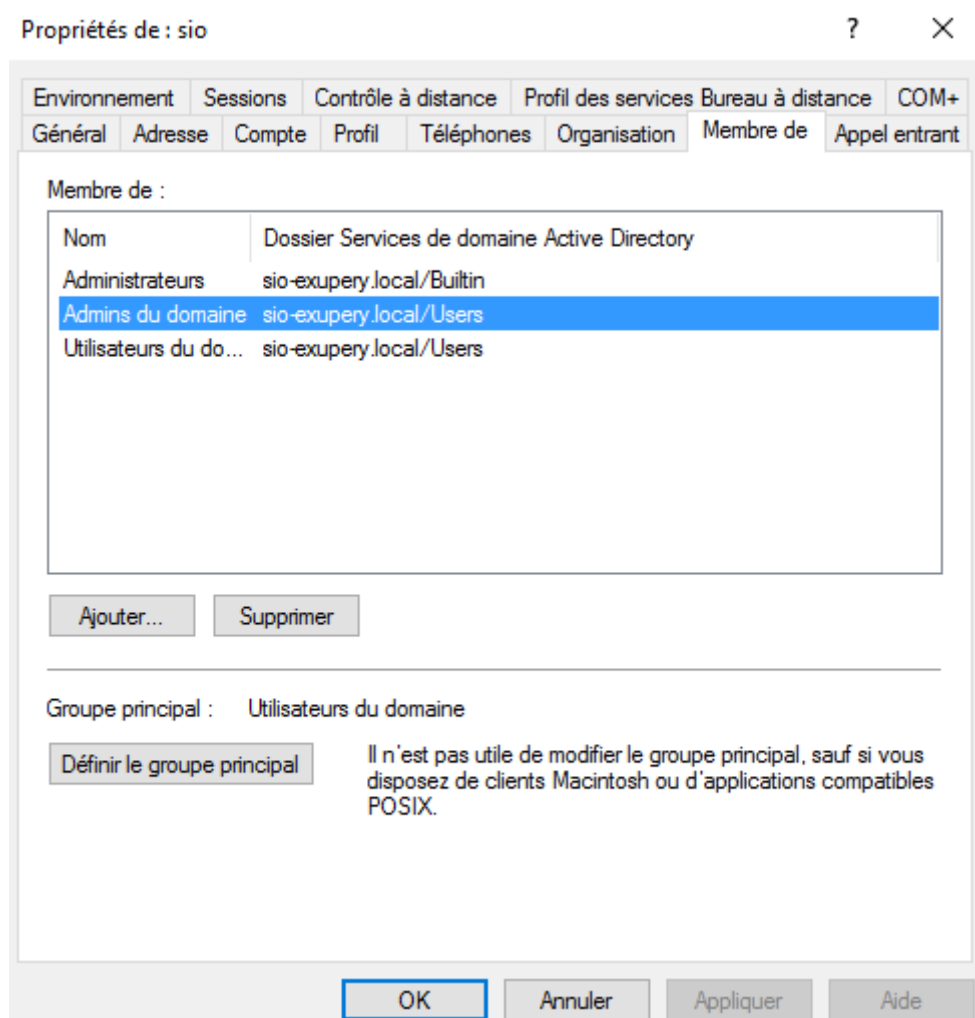 Propriétés de : sio ? ×
Environnement Sessions Contrôle à distance Profil des services Bureau à distance COM+
Général Adresse Compte Profil Téléphones Organisation Membre de Appel entrant
Membre de :
Nom Dossier Services de domaine Active Directory
Administrateurs sio-exupery.local/Builtin
Admins du domaine sio-exupery.local/Users
Utilisateurs du do... sio-exupery.local/Users
Ajouter... Supprimer
Groupe principal : Utilisateurs du domaine
Définir le groupe principal
Il n'est pas utile de modifier le groupe principal, sauf si vous
disposez de clients Macintosh ou d'applications compatibles
POSIX.
OK Annuler Appliquer Aide